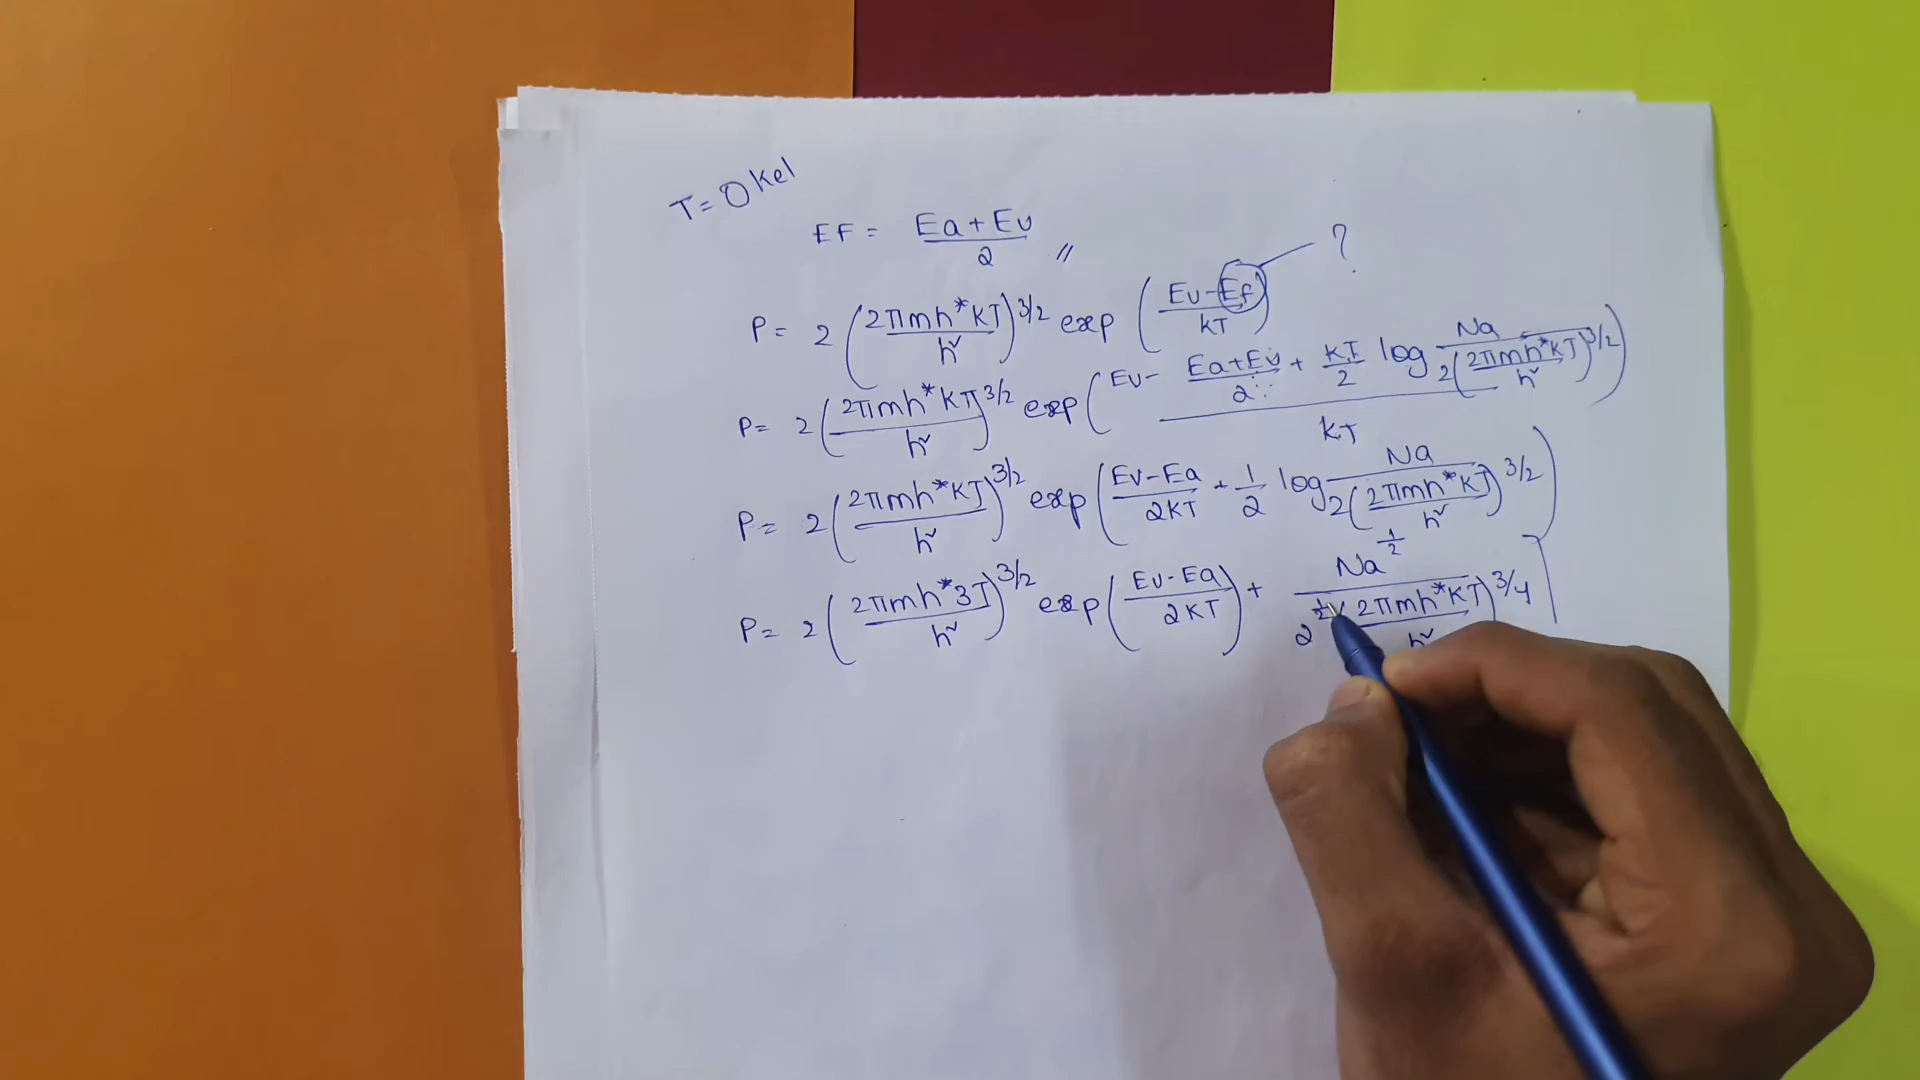 T = 0 kel
EF = Ea + Ev / 2 //
P = 2 (2πmh*kT / h²)^3/2 exp (Ev - Ef / kT) ?
P = 2 (2πmh*kT / h²)^3/2 exp (Ev - Ea + Ev / 2 + kT / 2 log Na / 2(2πmh*kT / h²)^3/2 / kT)
P = 2 (2πmh*kT / h²)^3/2 exp (Ev - Ea / 2kT + 1 / 2 log Na / 2(2πmh*kT / h²)^3/2)
P = 2 (2πmh*3T / h²)^3/2 exp (Ev - Ea / 2kT) + Na^1/2 / 2 (2πmh*kT / h²)^3/4